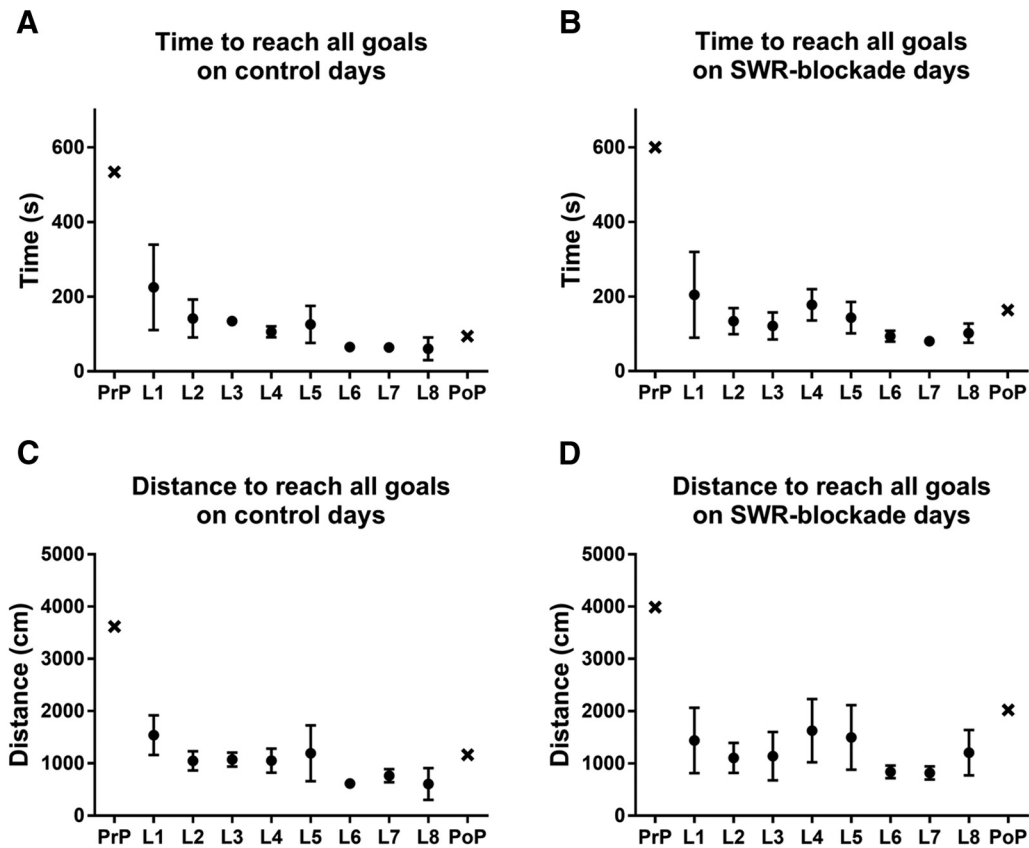 A
Time to reach all goals
on control days
Time (s)
600
400
200
0
PrP L1 L2 L3 L4 L5 L6 L7 L8 PoP
B
Time to reach all goals
on SWR-blockade days
Time (s)
600
400
200
0
PrP L1 L2 L3 L4 L5 L6 L7 L8 PoP
C
Distance to reach all goals
on control days
Distance (cm)
5000
4000
3000
2000
1000
0
PrP L1 L2 L3 L4 L5 L6 L7 L8 PoP
D
Distance to reach all goals
on SWR-blockade days
Distance (cm)
5000
4000
3000
2000
1000
0
PrP L1 L2 L3 L4 L5 L6 L7 L8 PoP